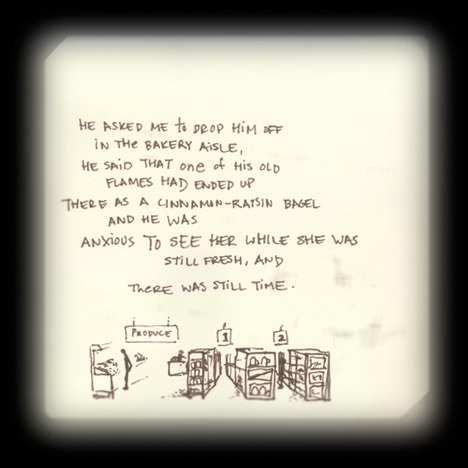 HE ASKED ME to DROP HIM OFF
IN THE BAKERY AISLE,
HE SAID THAT one of HIS OLD
FLAMES HAD ENDED UP
THERE AS A CINNAMON-RAISIN BAGEL
AND HE WAS
ANXIOUS TO SEE HER WHILE SHE WAS
STILL FRESH, AND
THERE WAS STILL TIME.
PRODUCE
1
2